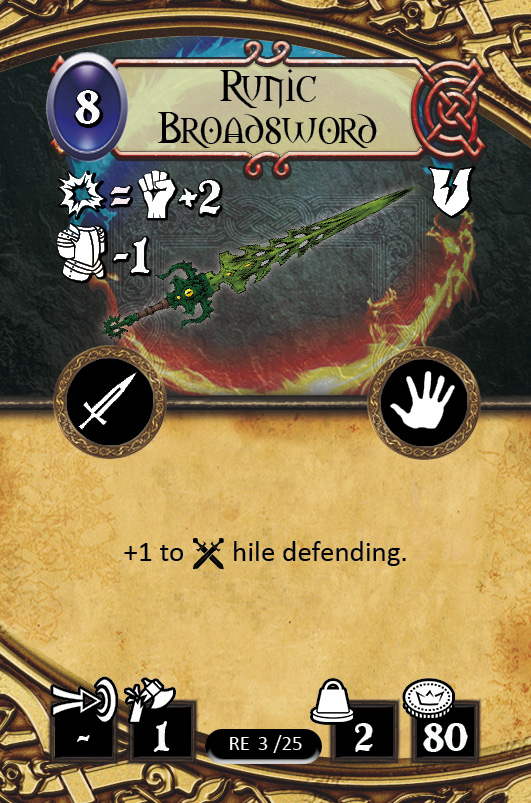 8
Runic
Broadsword
= +2
-1
+1 to hile defending.
- 1 RE 3 /25 2 80